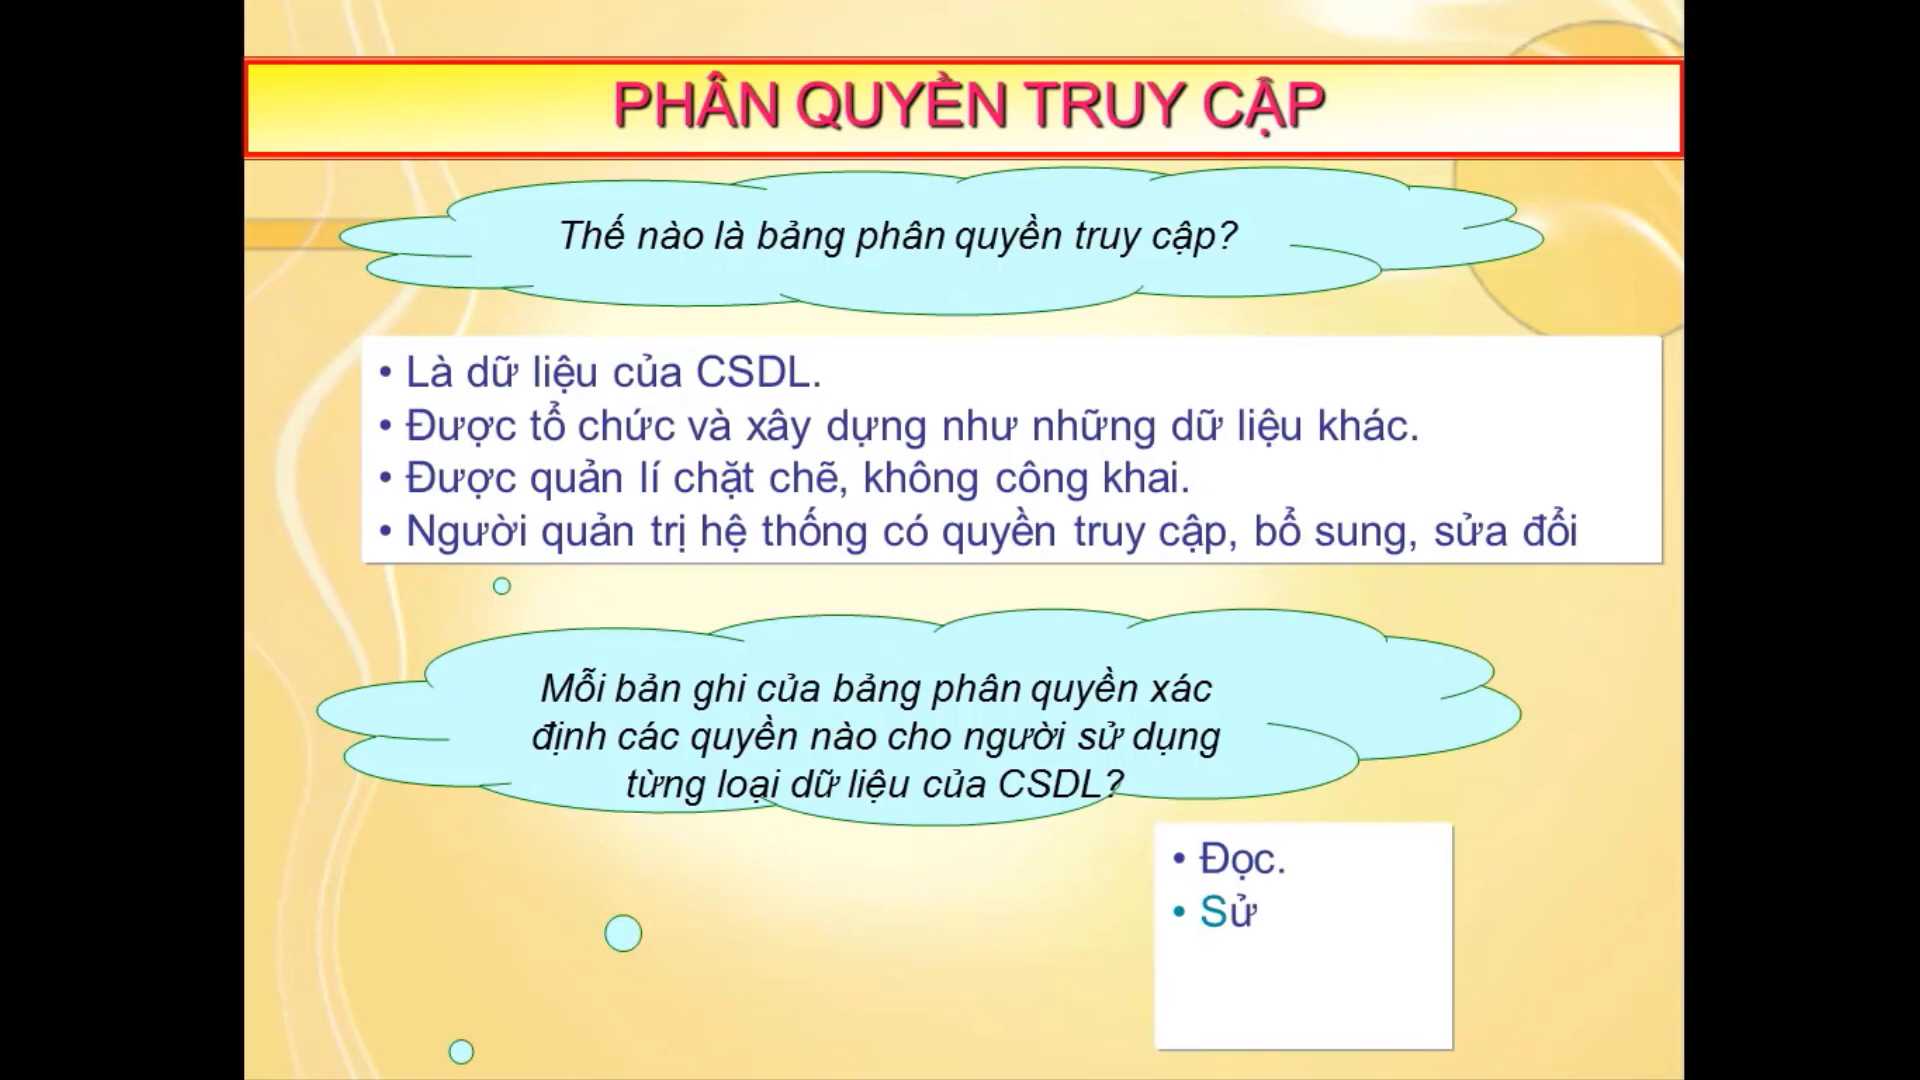 PHÂN QUYỀN TRUY CẬP
Thế nào là bảng phân quyền truy cập?
• Là dữ liệu của CSDL.
• Được tổ chức và xây dựng như những dữ liệu khác.
• Được quản lí chặt chẽ, không công khai.
• Người quản trị hệ thống có quyền truy cập, bổ sung, sửa đổi
Mỗi bản ghi của bảng phân quyền xác
định các quyền nào cho người sử dụng
từng loại dữ liệu của CSDL?
• Đọc.
• Sử